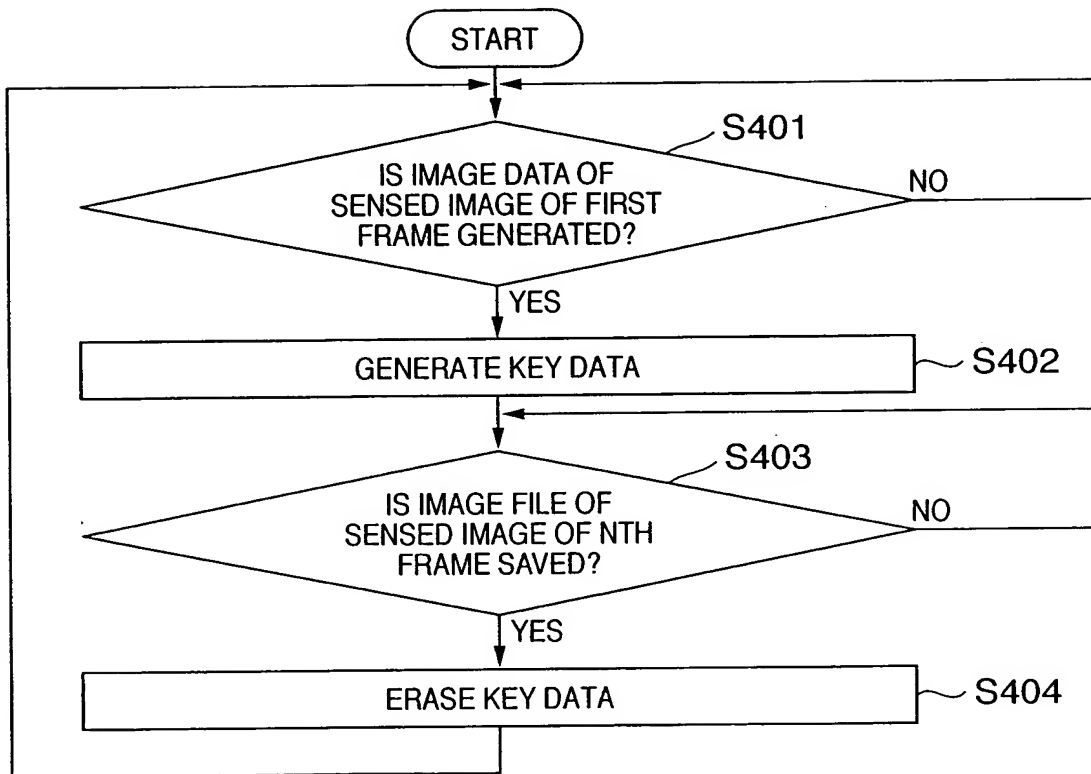 START
S401
IS IMAGE DATA OF
SENSED IMAGE OF FIRST
FRAME GENERATED?
NO
YES
GENERATE KEY DATA
S402
S403
IS IMAGE FILE OF
SENSED IMAGE OF NTH
FRAME SAVED?
NO
YES
ERASE KEY DATA
S404